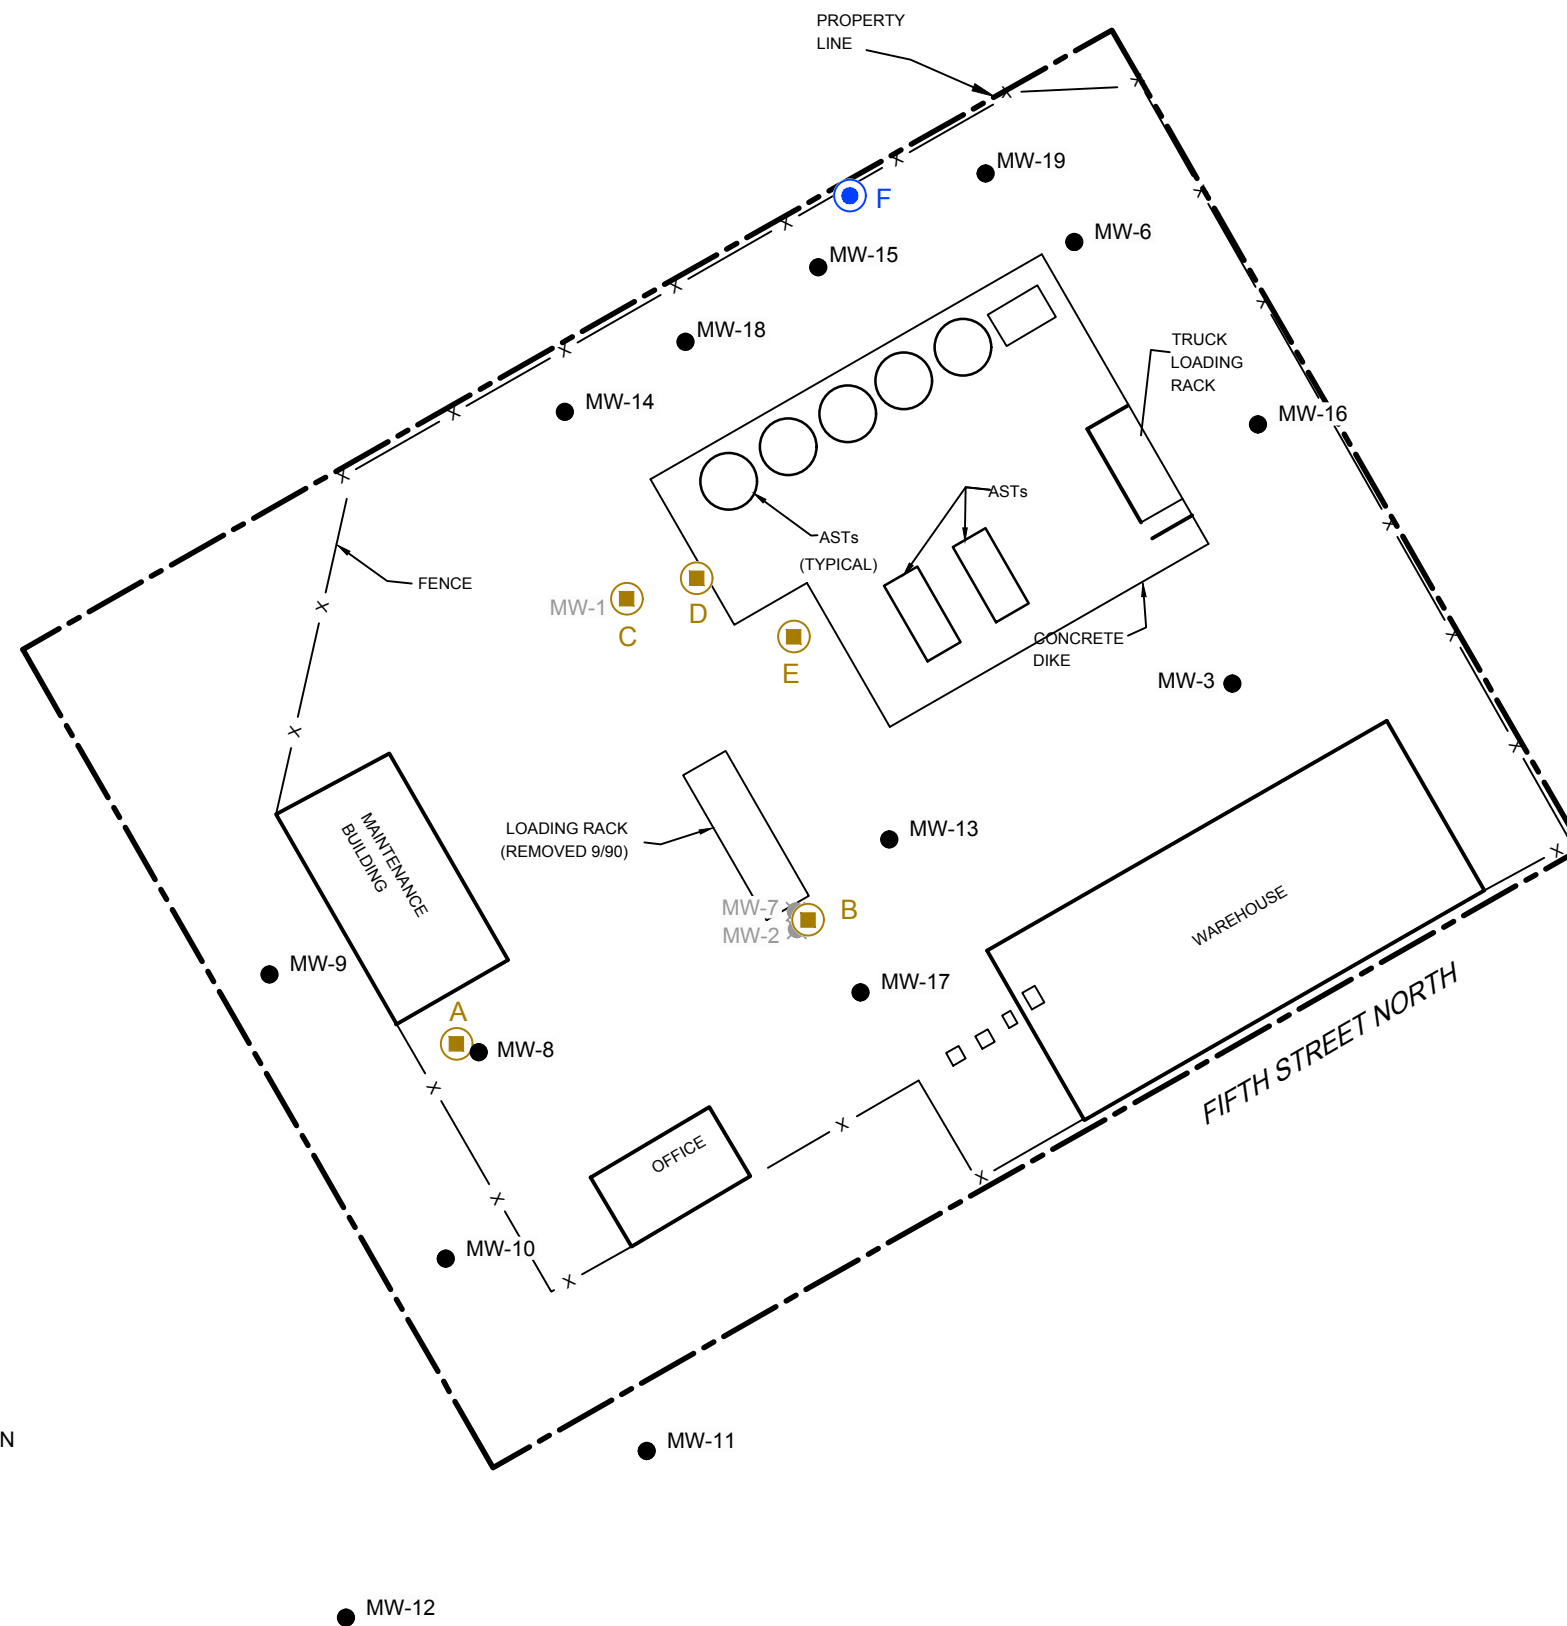 PROPERTY
LINE
MW-19
F
MW-6
MW-15
MW-18
TRUCK
LOADING
RACK
MW-14
MW-16
ASTs
ASTs
(TYPICAL)
FENCE
MW-1
C
D
E
CONCRETE
DIKE
MW-3
LOADING RACK
(REMOVED 9/90)
MW-13
MAINTENANCE
BUILDING
MW-7
B
MW-2
WAREHOUSE
MW-9
MW-17
FIFTH STREET NORTH
A
MW-8
OFFICE
MW-10
N
MW-11
MW-12